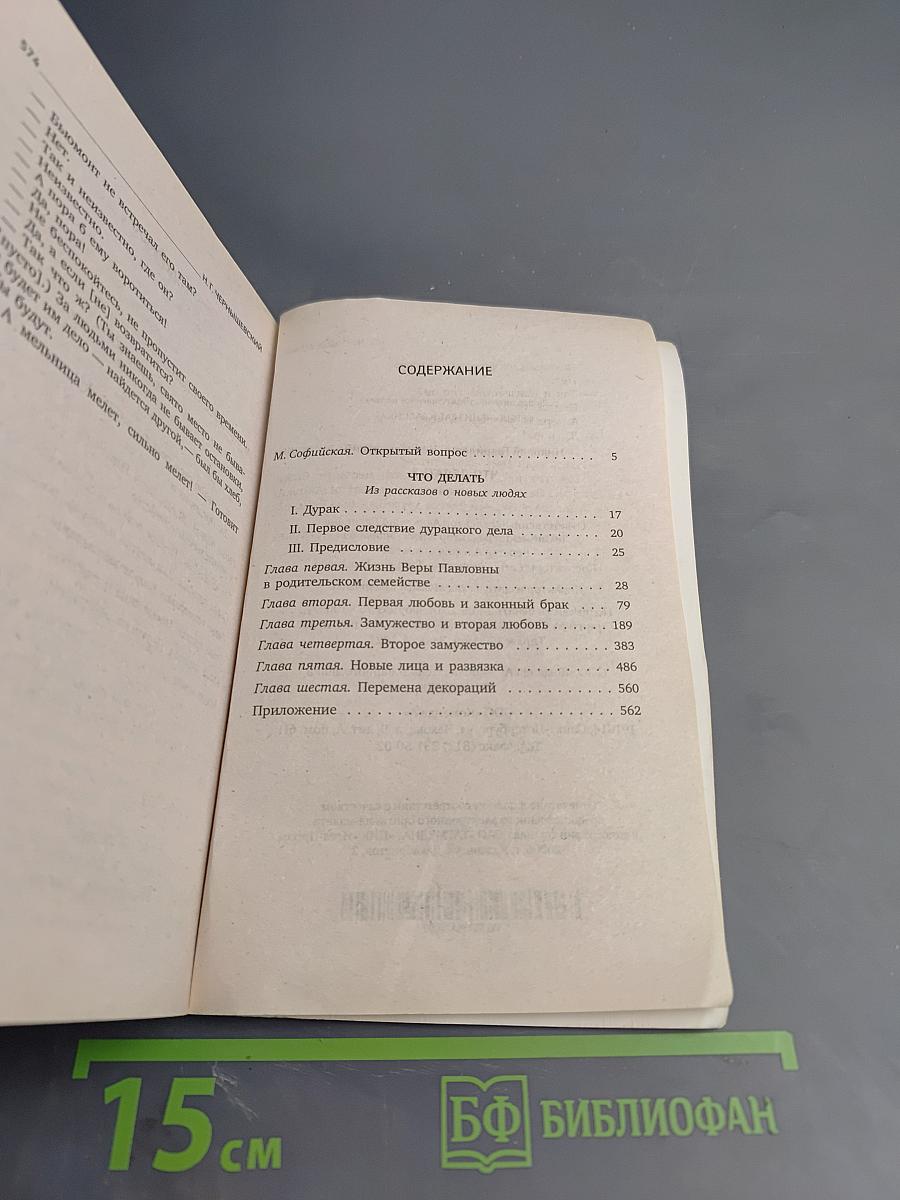 574
Н. Г. ЧЕРНЫШЕВСКИЙ
— Бьюмонт не встречал его там?
— Нет.
— Так и неизвестно, где он?
— Неизвестно.
— А пора б ему воротиться!
— Да, пора!
— Не беспокойтесь, не пропустит своего времени.
— Да, а если [не] возвратится?
— Так что ж? (Ты знаешь, свято место не быва-
пусто].) За людьми никогда не бывает остановки,
будет им дело — найдется другой,— был бы хлеб,
ы будут.
А мельница мелет, сильно мелет! — Готовит
СОДЕРЖАНИЕ
М. Софийская. Открытый вопрос . . . . . . . . . . . . . . 5
ЧТО ДЕЛАТЬ
Из рассказов о новых людях
I. Дурак . . . . . . . . . . . . . . . . . . . . . . . . . . . . 17
II. Первое следствие дурацкого дела . . . . . . . . . 20
III. Предисловие . . . . . . . . . . . . . . . . . . . . . . 25
Глава первая. Жизнь Веры Павловны
в родительском семействе . . . . . . . . . . . . . . . . . . 28
Глава вторая. Первая любовь и законный брак . . . 79
Глава третья. Замужество и вторая любовь . . . . . . 189
Глава четвертая. Второе замужество . . . . . . . . . . 383
Глава пятая. Новые лица и развязка . . . . . . . . . . . 486
Глава шестая. Перемена декораций . . . . . . . . . . . 560
Приложение . . . . . . . . . . . . . . . . . . . . . . . . . . . 562
15 см
БФ БИБЛИОФАН